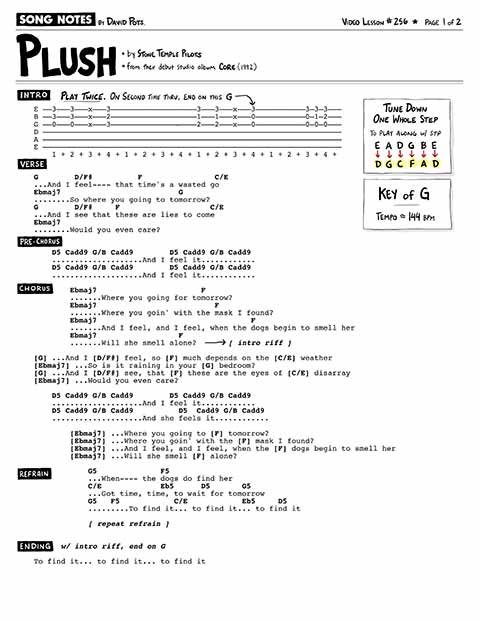 SONG NOTES BY DAVID POTS. VIDEO LESSON #256 ★ PAGE 1 OF 2
PLUSH • BY STONE TEMPLE PILOTS
• FROM THEIR DEBUT STUDIO ALBUM CORE (1992)
INTRO PLAY TWICE. ON SECOND TIME THRU, END ON THIS G
E —3——3——x——3—————3——3——x——3—————3-3-3—
B —3——3——x——2—————1——1——x——0—————0-1-2—
G —0——0——x——2—————2——2——x——0—————0-0-0—
D
A
E
1 + 2 + 3 + 4 + 1 + 2 + 3 + 4 + 1 + 2 + 3 + 4 + 1 + 2 + 3 + 4 +
TUNE DOWN
ONE WHOLE STEP
TO PLAY ALONG W/ STP
E A D G B E
↓ ↓ ↓ ↓ ↓ ↓
D G C F A D
KEY OF G
TEMPO = 144 BPM
VERSE
G D/F# F C/E
...And I feel---- that time's a wasted go
Ebmaj7 G
........So where you going to tomorrow?
G D/F# F C/E
...And I see that these are lies to come
Ebmaj7
........Would you even care?
PRE-CHORUS
D5 Cadd9 G/B Cadd9 D5 Cadd9 G/B Cadd9
....................And I feel it............
D5 Cadd9 G/B Cadd9 D5 Cadd9 G/B Cadd9
....................And I feel it............
CHORUS
Ebmaj7 F
.......Where you going for tomorrow?
Ebmaj7 F
.......Where you goin' with the mask I found?
Ebmaj7 F
.......And I feel, and I feel, when the dogs begin to smell her
Ebmaj7 F
.......Will she smell alone? → [ intro riff ]
[G] ...And I [D/F#] feel, so [F] much depends on the [C/E] weather
[Ebmaj7] ...So is it raining in your [G] bedroom?
[G] ...And I [D/F#] see, that [F] these are the eyes of [C/E] disarray
[Ebmaj7] ...Would you even care?
D5 Cadd9 G/B Cadd9 D5 Cadd9 G/B Cadd9
....................And I feel it............
D5 Cadd9 G/B Cadd9 D5 Cadd9 G/B Cadd9
....................And she feels it............
[Ebmaj7] ...Where you going to [F] tomorrow?
[Ebmaj7] ...Where you goin' with the [F] mask I found?
[Ebmaj7] ...And I feel, and I feel, when the [F] dogs begin to smell her
[Ebmaj7] ...Will she smell [F] alone?
REFRAIN
G5 F5
...When---- the dogs do find her
C/E Eb5 D5 G5
...Got time, time, to wait for tomorrow
G5 F5 C/E Eb5 D5
.........To find it... to find it... to find it
[ repeat refrain ]
ENDING w/ intro riff, end on G
To find it... to find it... to find it